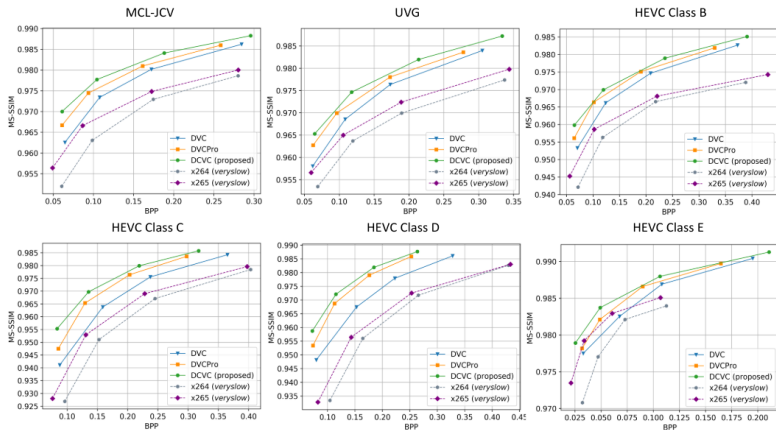 MCL-JCV
0.990
0.985
0.980
0.975
0.970
0.965
0.960
0.955
MS-SSIM
0.05 0.10 0.15 0.20 0.25 0.30
BPP
DVC
DVCPro
DCVC (proposed)
x264 (veryslow)
x265 (veryslow)
UVG
0.985
0.980
0.975
0.970
0.965
0.960
0.955
MS-SSIM
0.05 0.10 0.15 0.20 0.25 0.30 0.35
BPP
DVC
DVCPro
DCVC (proposed)
x264 (veryslow)
x265 (veryslow)
HEVC Class B
0.985
0.980
0.975
0.970
0.965
0.960
0.955
0.950
0.945
0.940
MS-SSIM
0.05 0.10 0.15 0.20 0.25 0.30 0.35 0.40
BPP
DVC
DVCPro
DCVC (proposed)
x264 (veryslow)
x265 (veryslow)
HEVC Class C
0.985
0.980
0.975
0.970
0.965
0.960
0.955
0.950
0.945
0.940
0.935
0.930
0.925
MS-SSIM
0.10 0.15 0.20 0.25 0.30 0.35 0.40
BPP
DVC
DVCPro
DCVC (proposed)
x264 (veryslow)
x265 (veryslow)
HEVC Class D
0.990
0.985
0.980
0.975
0.970
0.965
0.960
0.955
0.950
0.945
0.940
0.935
MS-SSIM
0.10 0.15 0.20 0.25 0.30 0.35 0.40
BPP
DVC
DVCPro
DCVC (proposed)
x264 (veryslow)
x265 (veryslow)
HEVC Class E
0.990
0.985
0.980
0.975
0.970
MS-SSIM
0.025 0.050 0.075 0.100 0.125 0.150 0.175 0.200
BPP
DVC
DVCPro
DCVC (proposed)
x264 (veryslow)
x265 (veryslow)